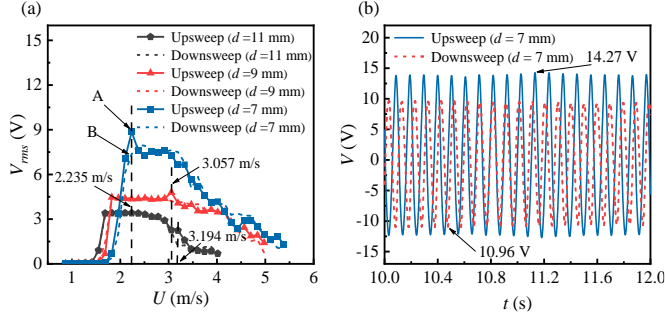 (a)
15
12
9
6
3
0
V_rms (V)
1
2
3
4
5
6
U (m/s)
Upsweep (d =11 mm)
Downsweep (d =11 mm)
Upsweep (d =9 mm)
Downsweep (d =9 mm)
Upsweep (d =7 mm)
Downsweep (d =7 mm)
A
B
2.235 m/s
3.057 m/s
3.194 m/s
(b)
20
15
10
5
0
-5
-10
-15
V (V)
10.0
10.4
10.8
11.2
11.6
12.0
t (s)
Upsweep (d =7 mm)
Downsweep (d =7 mm)
14.27 V
10.96 V